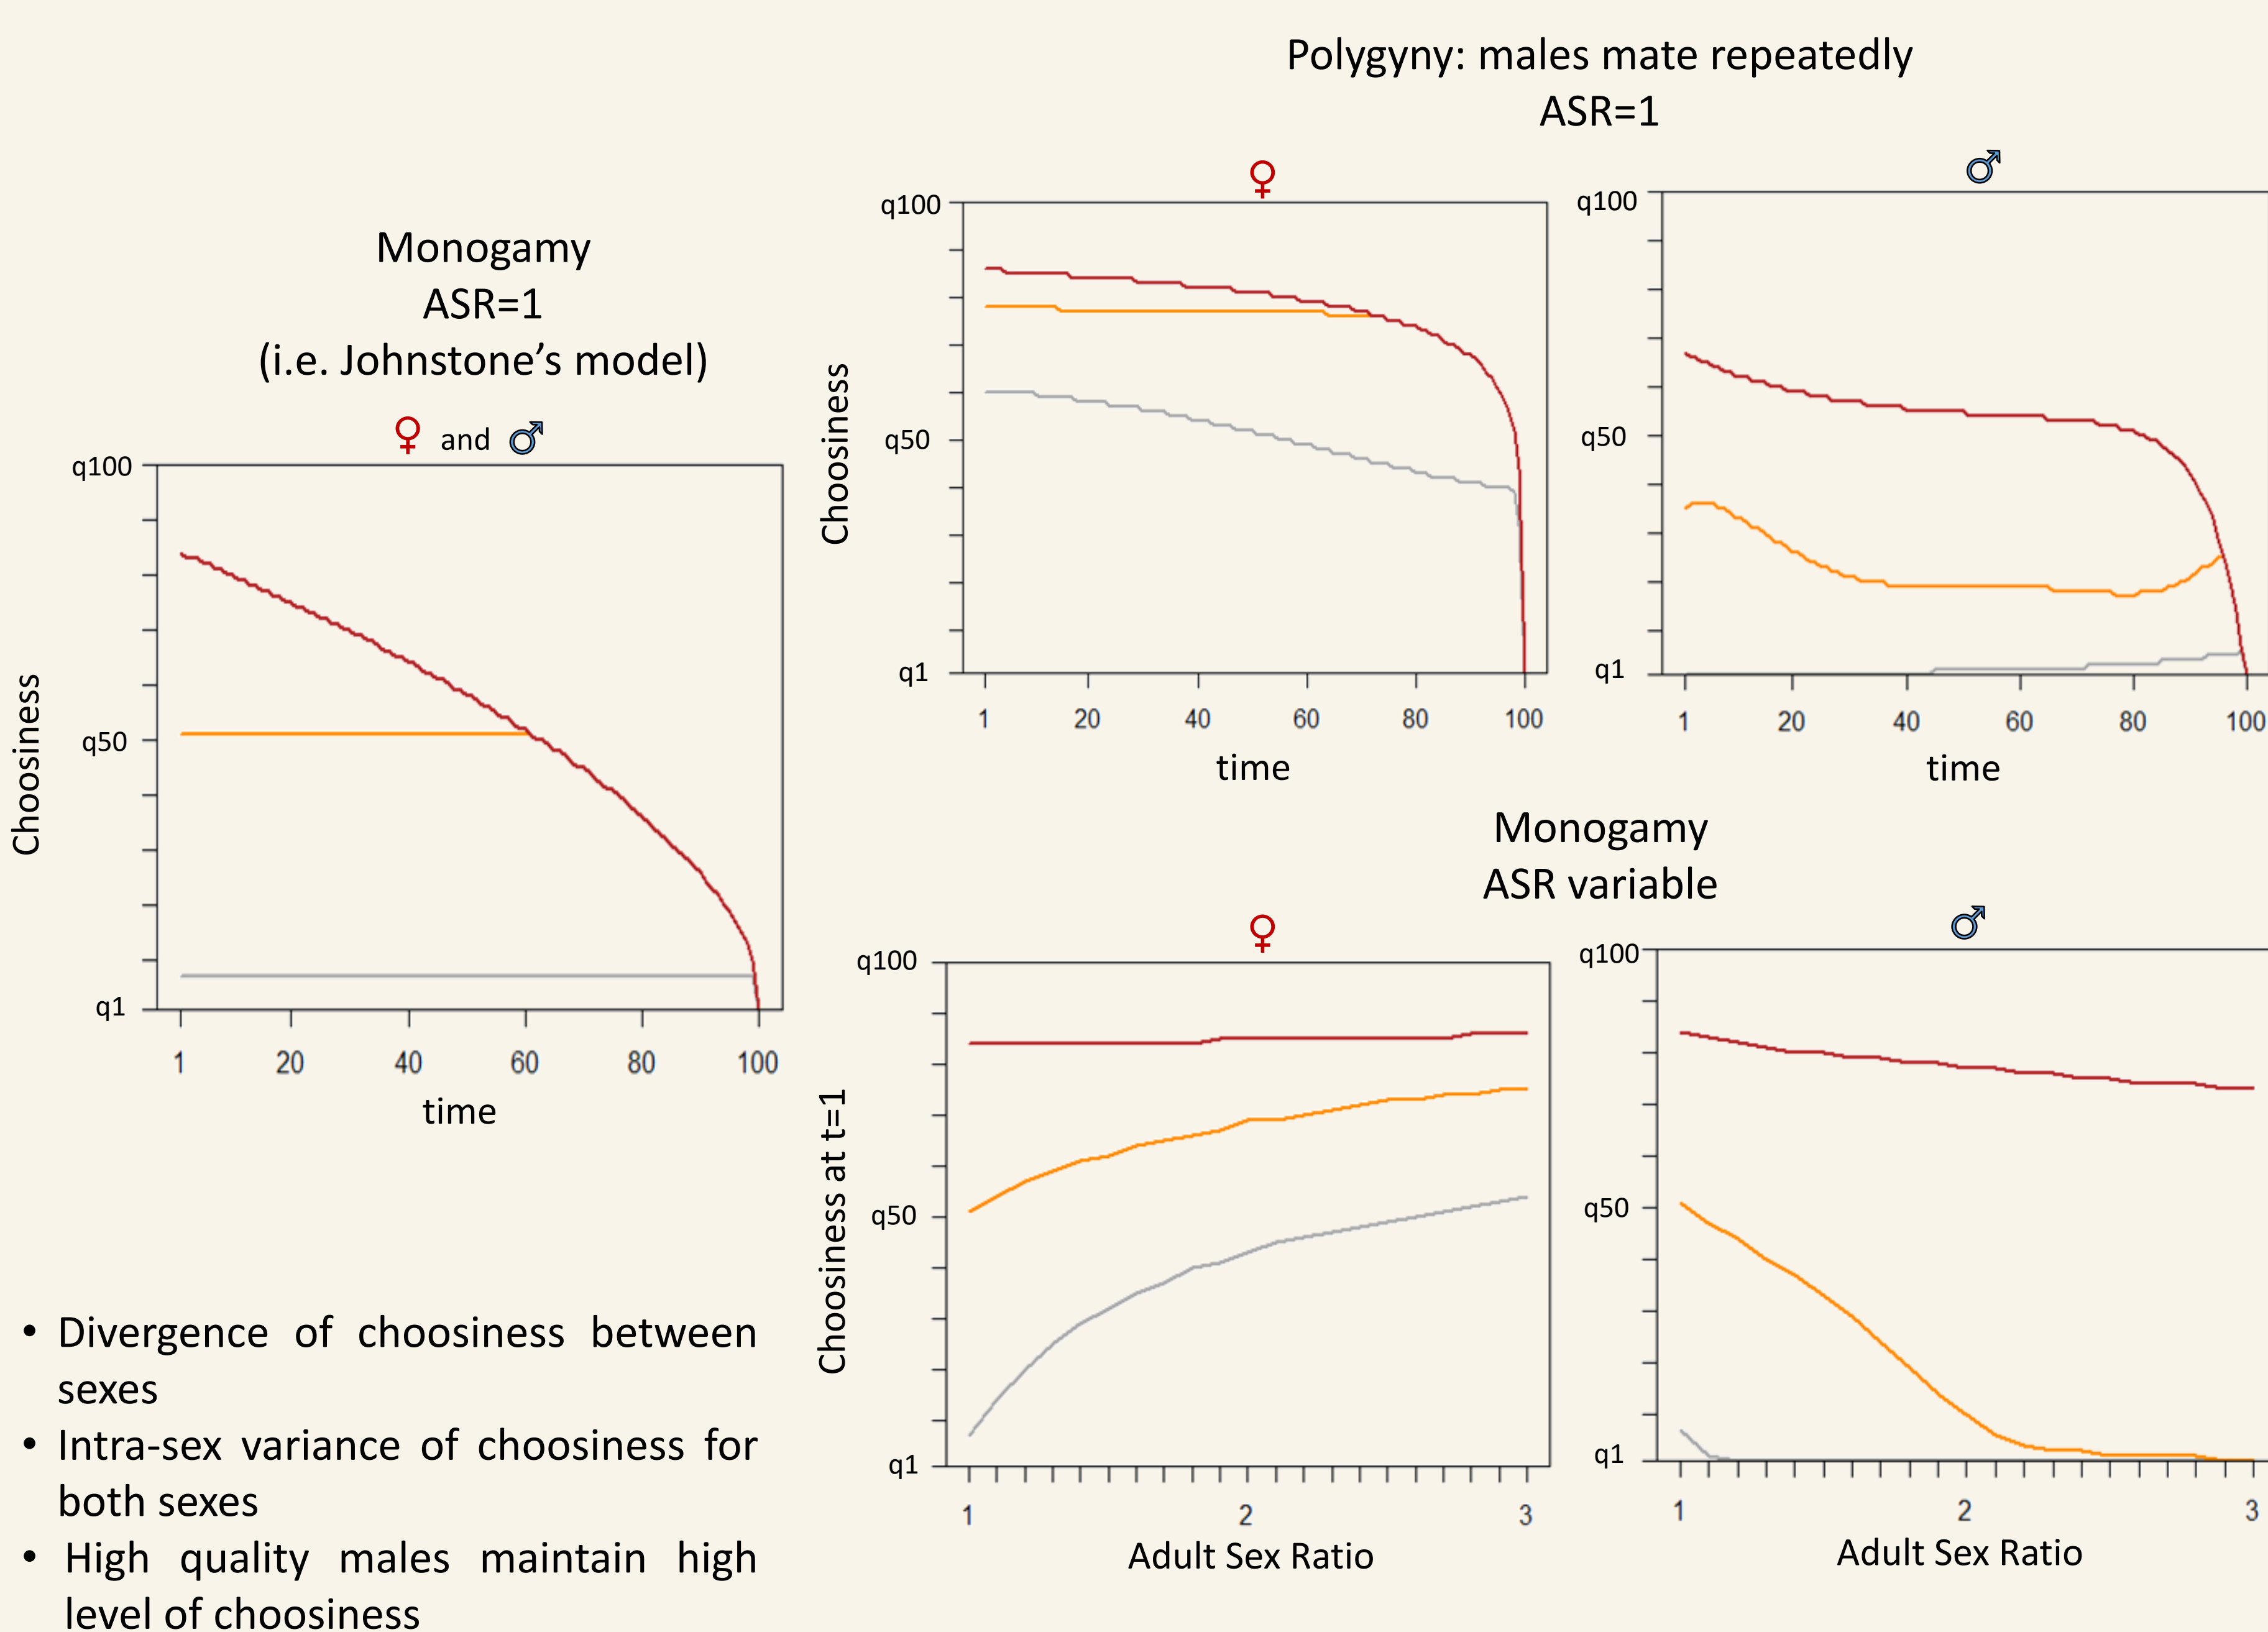 Polygyny: males mate repeatedly
ASR=1
♀
♂
q100
q50
q1
Choosiness
1 20 40 60 80 100
time
q100
q50
q1
1 20 40 60 80 100
time
Monogamy
ASR=1
(i.e. Johnstone’s model)
♀ and ♂
q100
q50
q1
Choosiness
1 20 40 60 80 100
time
Monogamy
ASR variable
♀
♂
q100
q50
q1
Choosiness at t=1
1 2 3
Adult Sex Ratio
q100
q50
q1
1 2 3
Adult Sex Ratio
• Divergence of choosiness between
sexes
• Intra-sex variance of choosiness for
both sexes
• High quality males maintain high
level of choosiness